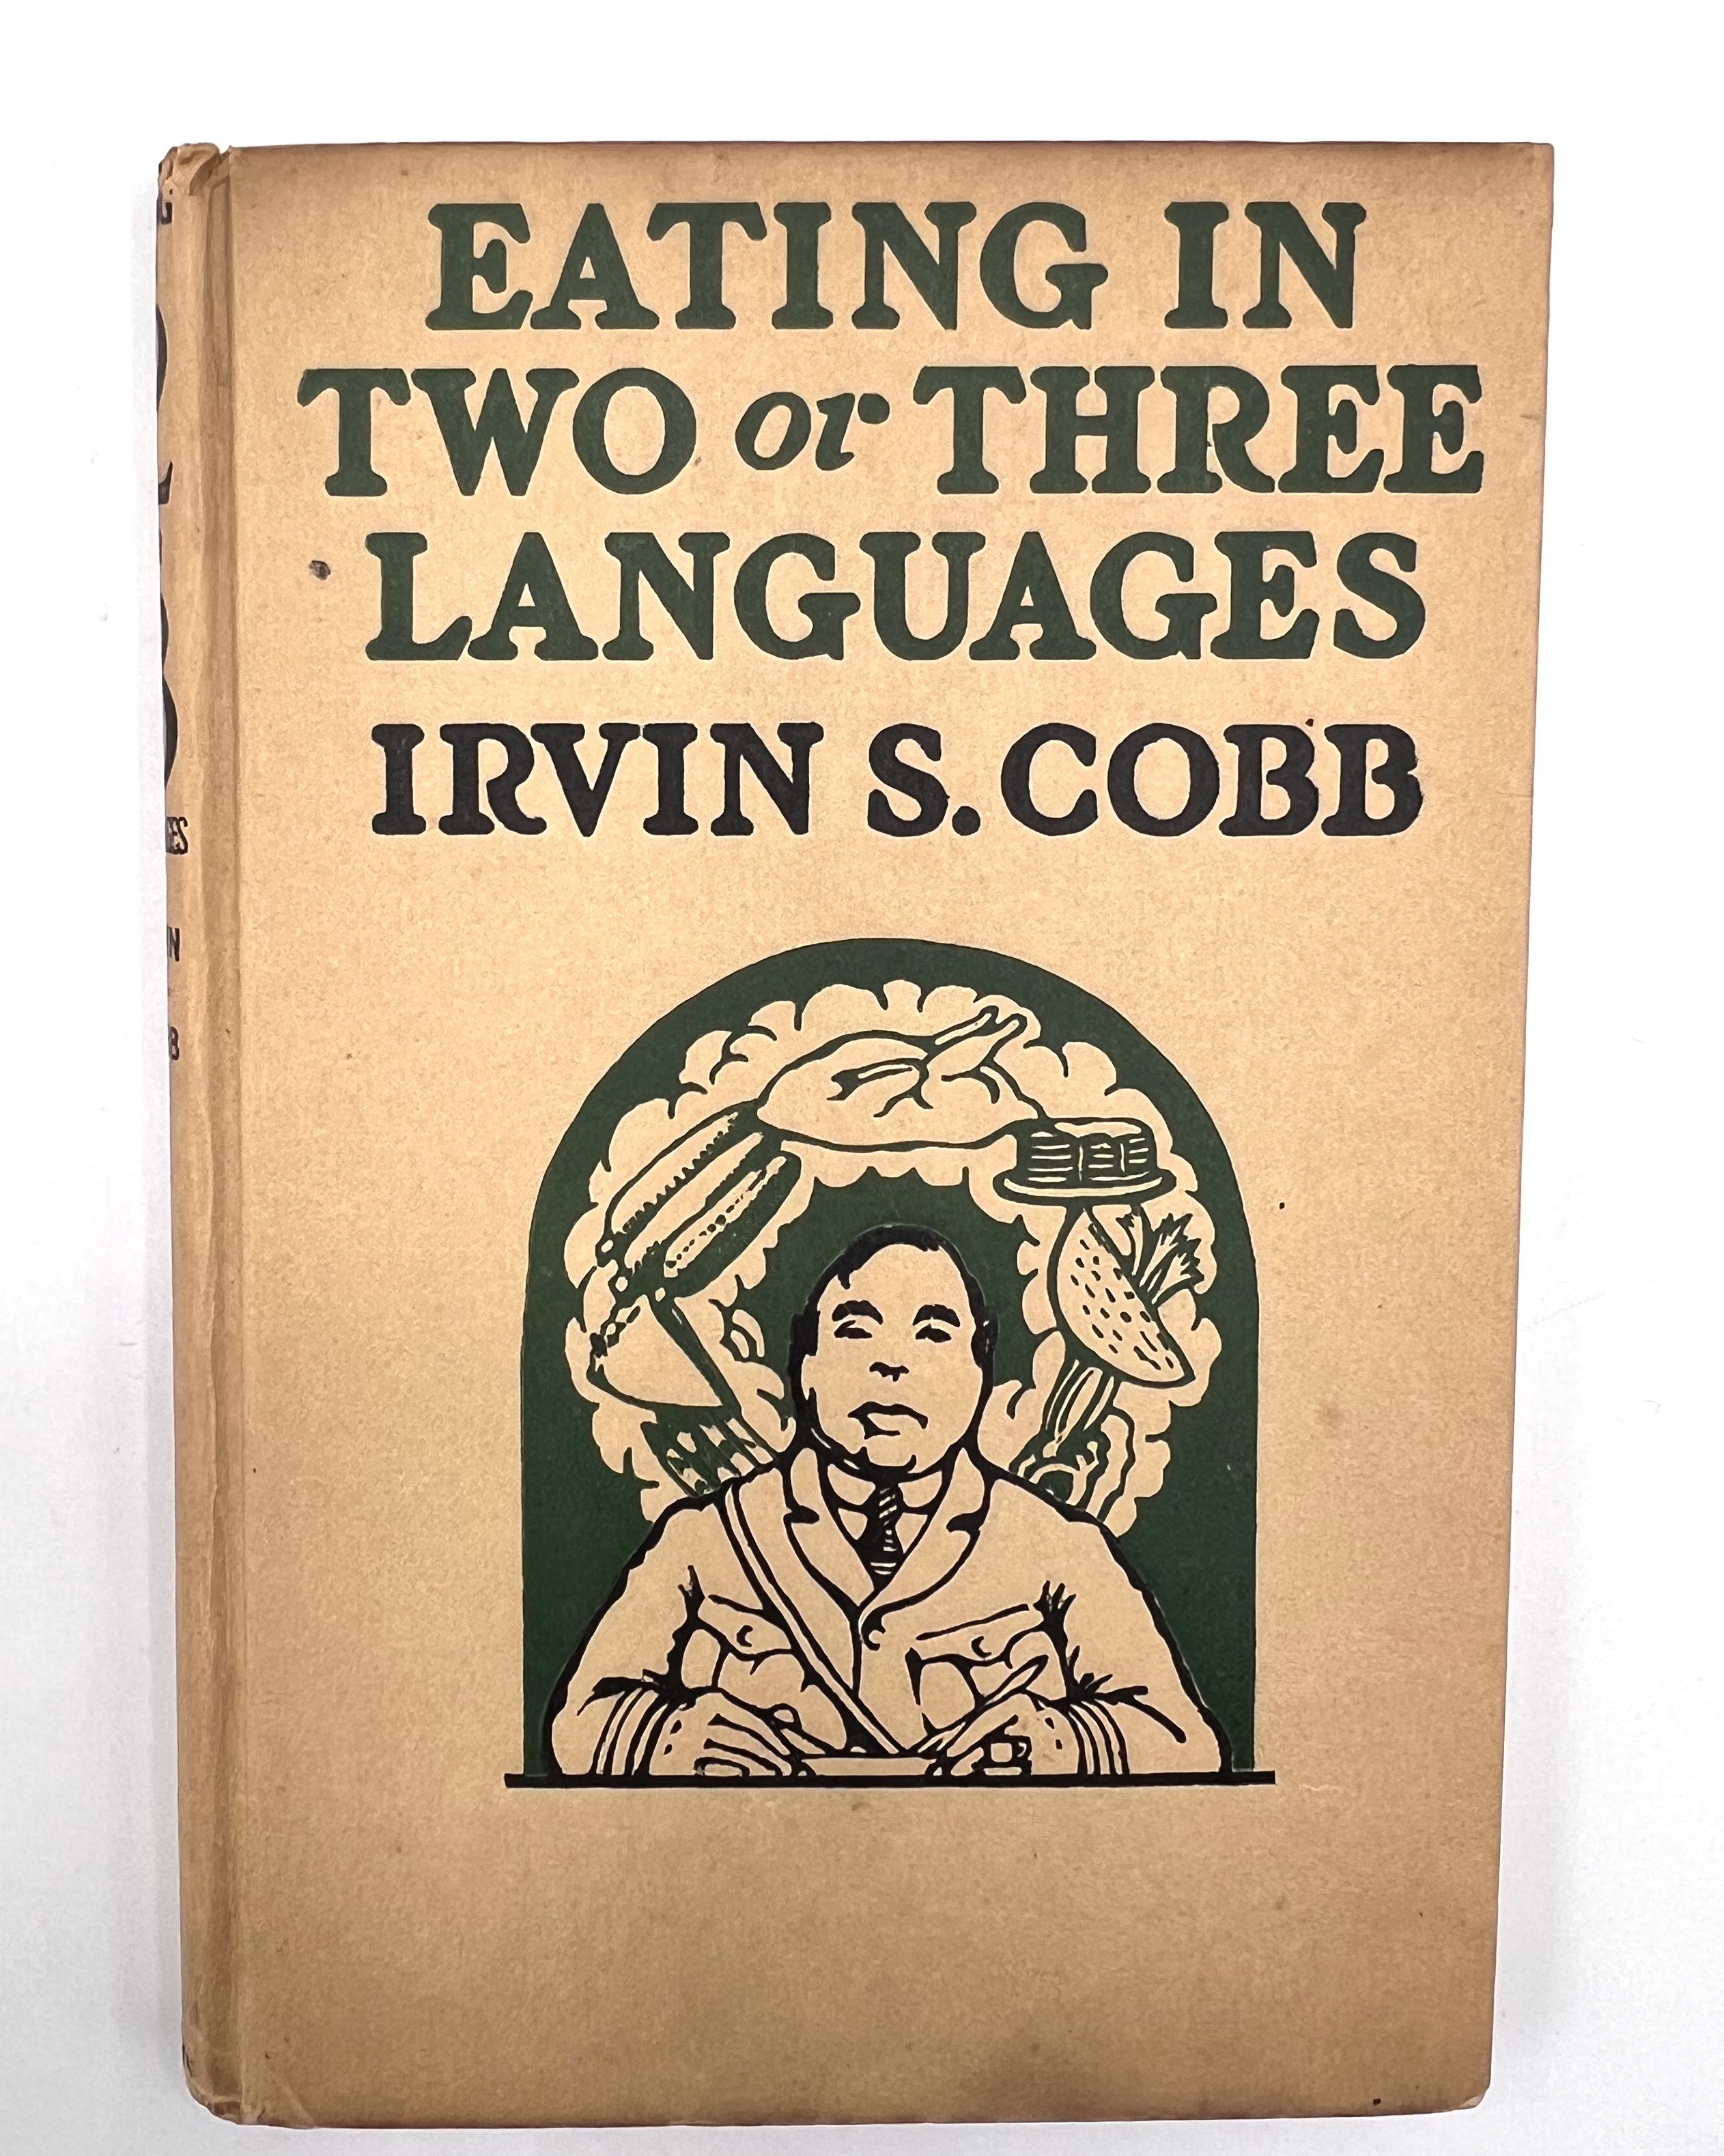 EATING IN
TWO or THREE
LANGUAGES
IRVIN S. COBB